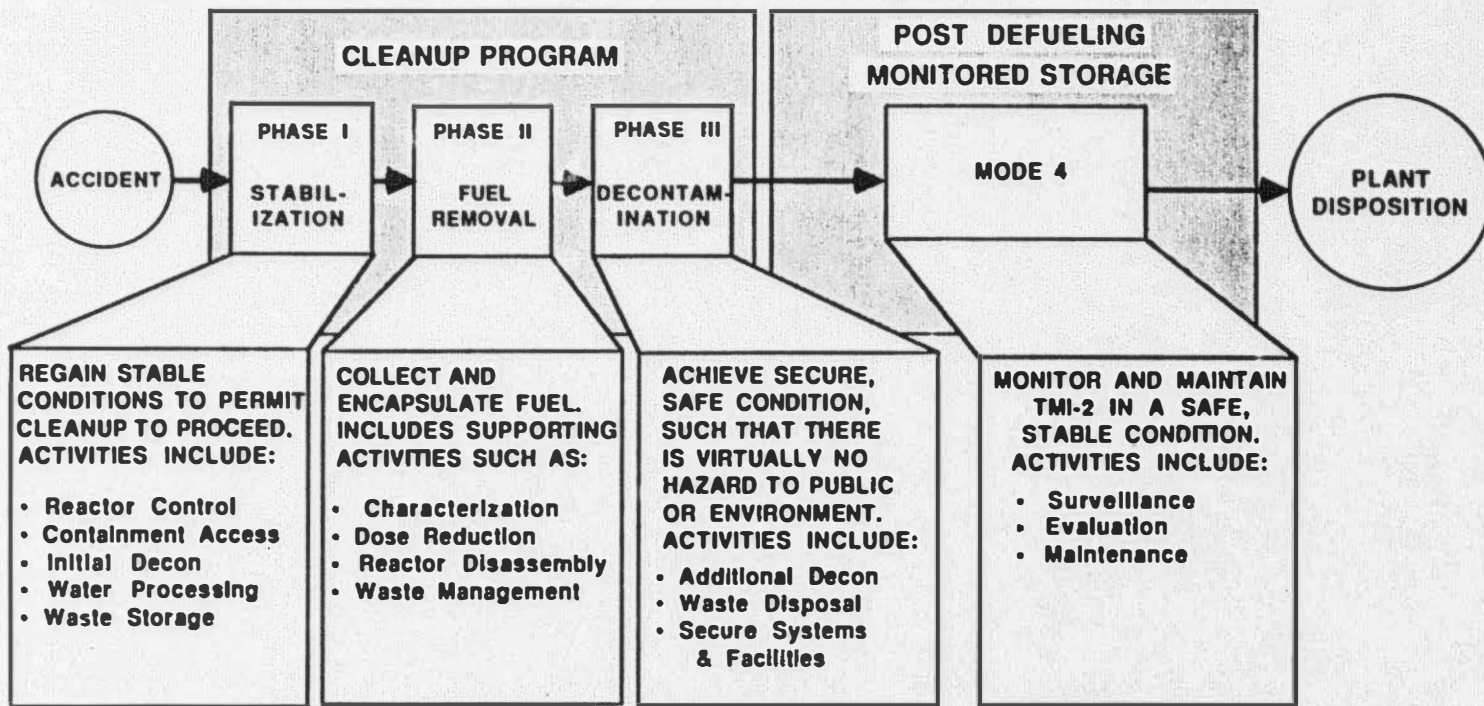 CLEANUP PROGRAM
POST DEFUELING
MONITORED STORAGE
ACCIDENT
PHASE I
STABIL-
IZATION
PHASE II
FUEL
REMOVAL
PHASE III
DECONTAM-
INATION
MODE 4
PLANT
DISPOSITION
REGAIN STABLE
CONDITIONS TO PERMIT
CLEANUP TO PROCEED.
ACTIVITIES INCLUDE:
• Reactor Control
• Containment Access
• Initial Decon
• Water Processing
• Waste Storage
COLLECT AND
ENCAPSULATE FUEL.
INCLUDES SUPPORTING
ACTIVITIES SUCH AS:
• Characterization
• Dose Reduction
• Reactor Disassembly
• Waste Management
ACHIEVE SECURE,
SAFE CONDITION,
SUCH THAT THERE
IS VIRTUALLY NO
HAZARD TO PUBLIC
OR ENVIRONMENT.
ACTIVITIES INCLUDE:
• Additional Decon
• Waste Disposal
• Secure Systems
& Facilities
MONITOR AND MAINTAIN
TMI-2 IN A SAFE,
STABLE CONDITION.
ACTIVITIES INCLUDE:
• Surveillance
• Evaluation
• Maintenance